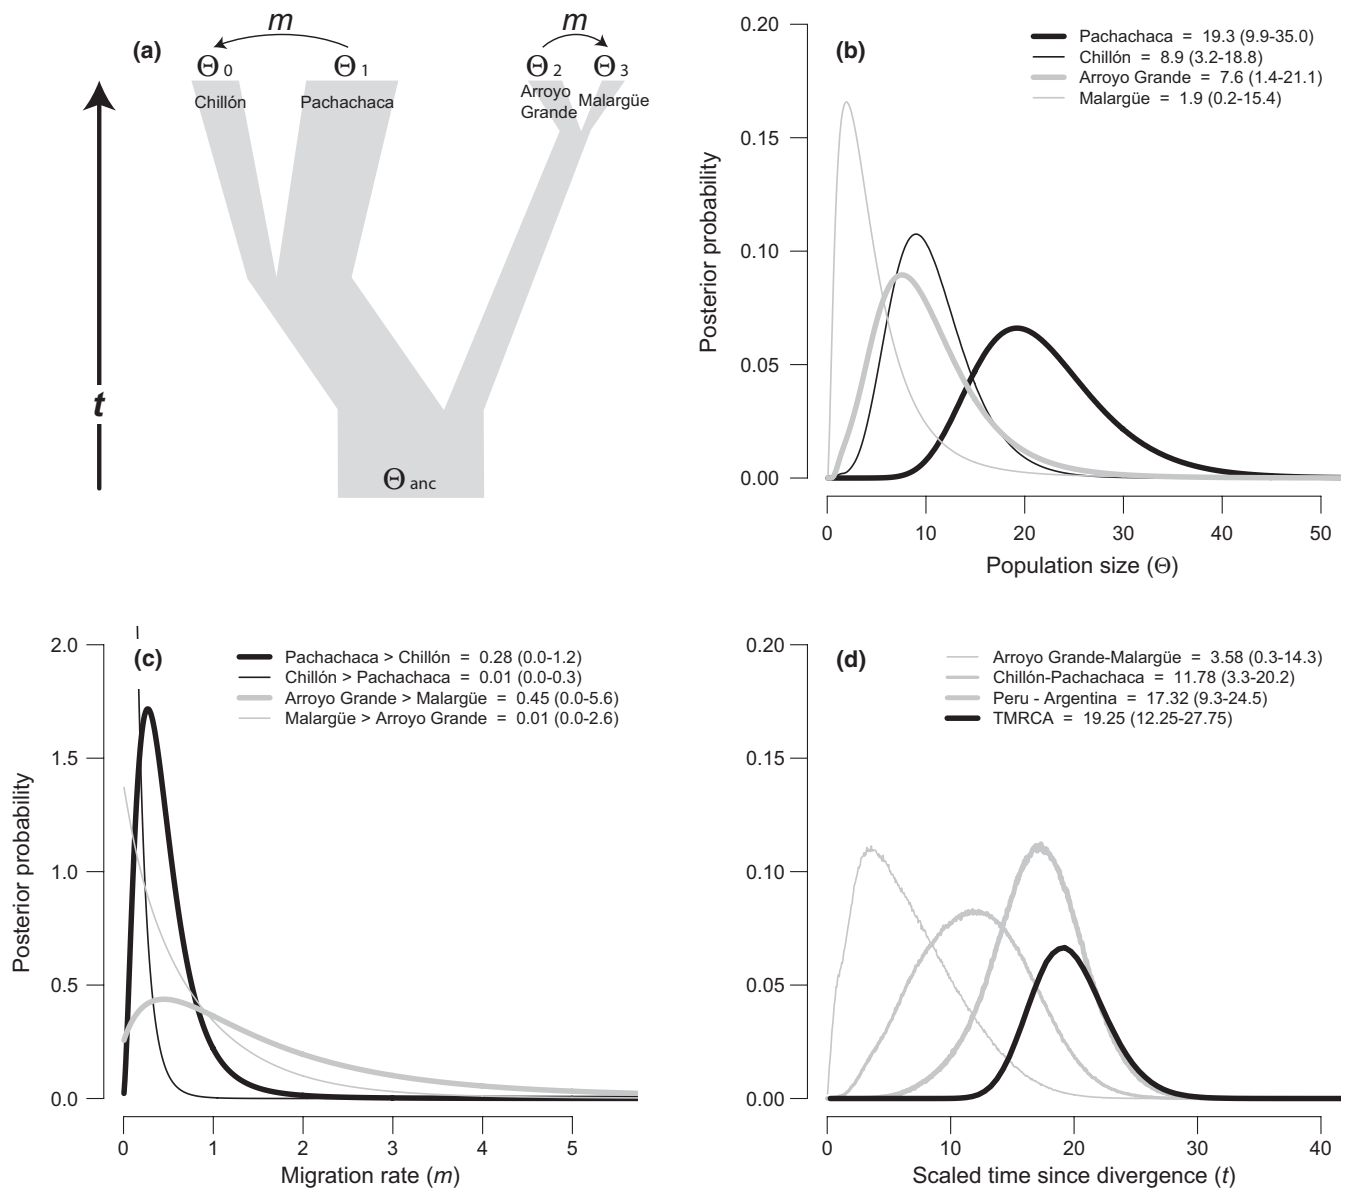 (a)
m
m
Θ0
Θ1
Θ2
Θ3
Chillón
Pachachaca
Arroyo
Grande
Malargüe
t
Θanc
(b)
Pachachaca = 19.3 (9.9-35.0)
Chillón = 8.9 (3.2-18.8)
Arroyo Grande = 7.6 (1.4-21.1)
Malargüe = 1.9 (0.2-15.4)
Posterior probability
0.20
0.15
0.10
0.05
0.00
0 10 20 30 40 50
Population size (Θ)
(c)
Pachachaca > Chillón = 0.28 (0.0-1.2)
Chillón > Pachachaca = 0.01 (0.0-0.3)
Arroyo Grande > Malargüe = 0.45 (0.0-5.6)
Malargüe > Arroyo Grande = 0.01 (0.0-2.6)
Posterior probability
2.0
1.5
1.0
0.5
0.0
0 1 2 3 4 5
Migration rate (m)
(d)
Arroyo Grande-Malargüe = 3.58 (0.3-14.3)
Chillón-Pachachaca = 11.78 (3.3-20.2)
Peru - Argentina = 17.32 (9.3-24.5)
TMRCA = 19.25 (12.25-27.75)
0.20
0.15
0.10
0.05
0.00
0 10 20 30 40
Scaled time since divergence (t)